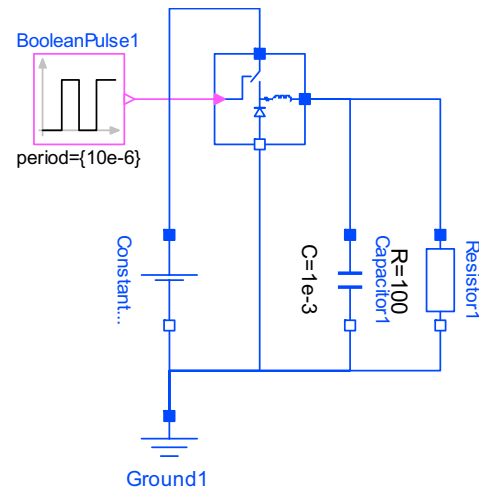 BooleanPulse1
period={10e-6}
Constant...
C=1e-3
Capacitor1
R=100
Resistor1
Ground1